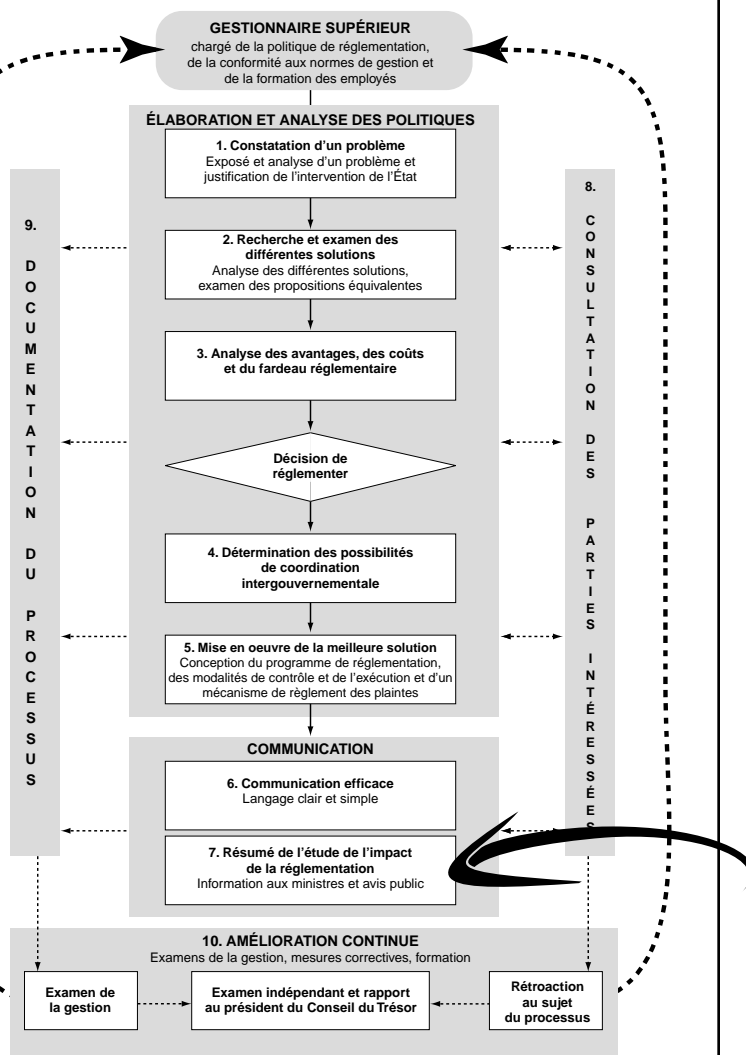 GESTIONNAIRE SUPÉRIEUR
chargé de la politique de réglementation,
de la conformité aux normes de gestion et
de la formation des employés
ÉLABORATION ET ANALYSE DES POLITIQUES
1. Constatation d'un problème
Exposé et analyse d'un problème et
justification de l'intervention de l'État
2. Recherche et examen des
différentes solutions
Analyse des différentes solutions,
examen des propositions équivalentes
3. Analyse des avantages, des coûts
et du fardeau réglementaire
Décision de
réglementer
4. Détermination des possibilités
de coordination
intergouvernementale
5. Mise en oeuvre de la meilleure solution
Conception du programme de réglementation,
des modalités de contrôle et de l'exécution et d'un
mécanisme de règlement des plaintes
COMMUNICATION
6. Communication efficace
Langage clair et simple
7. Résumé de l'étude de l'impact
de la réglementation
Information aux ministres et avis public
8. CONSULTATION DES PARTIES INTÉRESSÉES
9. DOCUMENTATION DU PROCESSUS
10. AMÉLIORATION CONTINUE
Examens de la gestion, mesures correctives, formation
Examen de
la gestion
Examen indépendant et rapport
au président du Conseil du Trésor
Rétroaction
au sujet
du processus